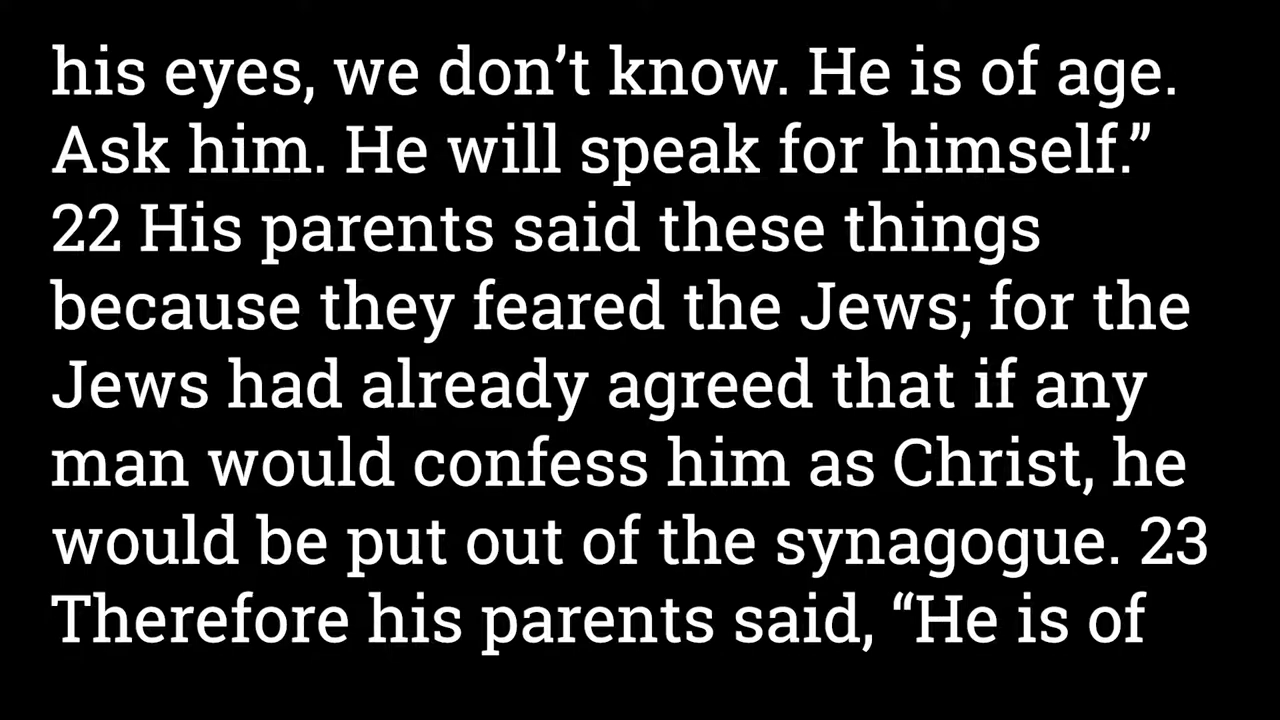 his eyes, we don’t know. He is of age.
Ask him. He will speak for himself.”
22 His parents said these things
because they feared the Jews; for the
Jews had already agreed that if any
man would confess him as Christ, he
would be put out of the synagogue. 23
Therefore his parents said, “He is of